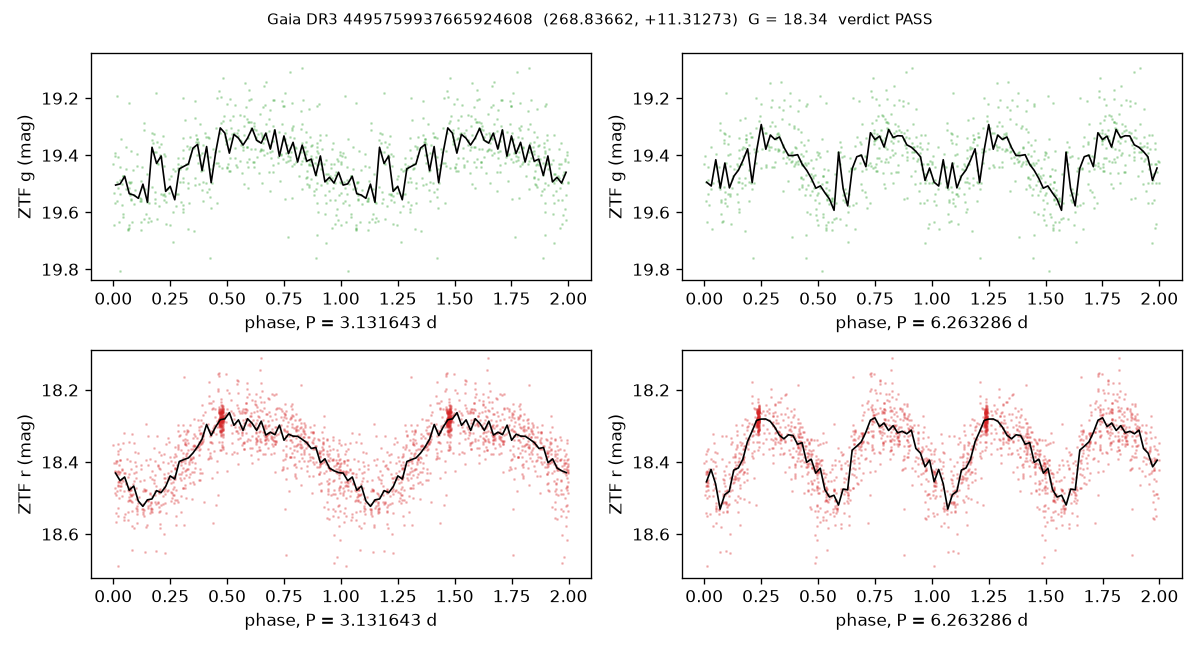 Gaia DR3 4495759937665924608 (268.83662, +11.31273) G = 18.34 verdict PASS
ZTF g (mag)
19.2
19.4
19.6
19.8
0.00 0.25 0.50 0.75 1.00 1.25 1.50 1.75 2.00
phase, P = 3.131643 d
ZTF g (mag)
19.2
19.4
19.6
19.8
0.00 0.25 0.50 0.75 1.00 1.25 1.50 1.75 2.00
phase, P = 6.263286 d
ZTF r (mag)
18.2
18.4
18.6
0.00 0.25 0.50 0.75 1.00 1.25 1.50 1.75 2.00
phase, P = 3.131643 d
ZTF r (mag)
18.2
18.4
18.6
0.00 0.25 0.50 0.75 1.00 1.25 1.50 1.75 2.00
phase, P = 6.263286 d